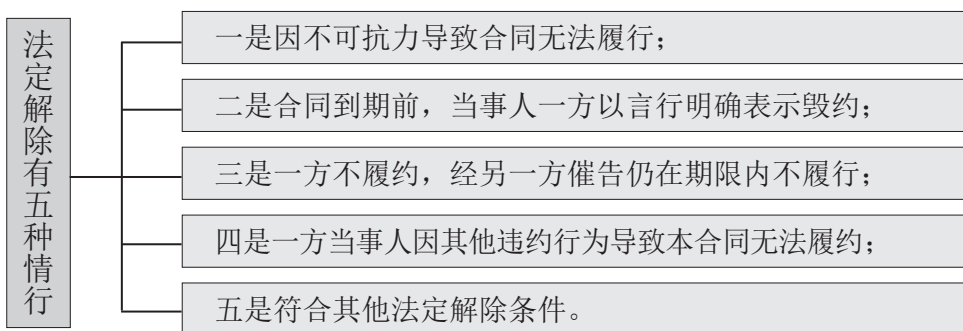 法定解除有五种情行
一是因不可抗力导致合同无法履行；
二是合同到期前，当事人一方以言行明确表示毁约；
三是一方不履约，经另一方催告仍在期限内不履行；
四是一方当事人因其他违约行为导致本合同无法履约；
五是符合其他法定解除条件。